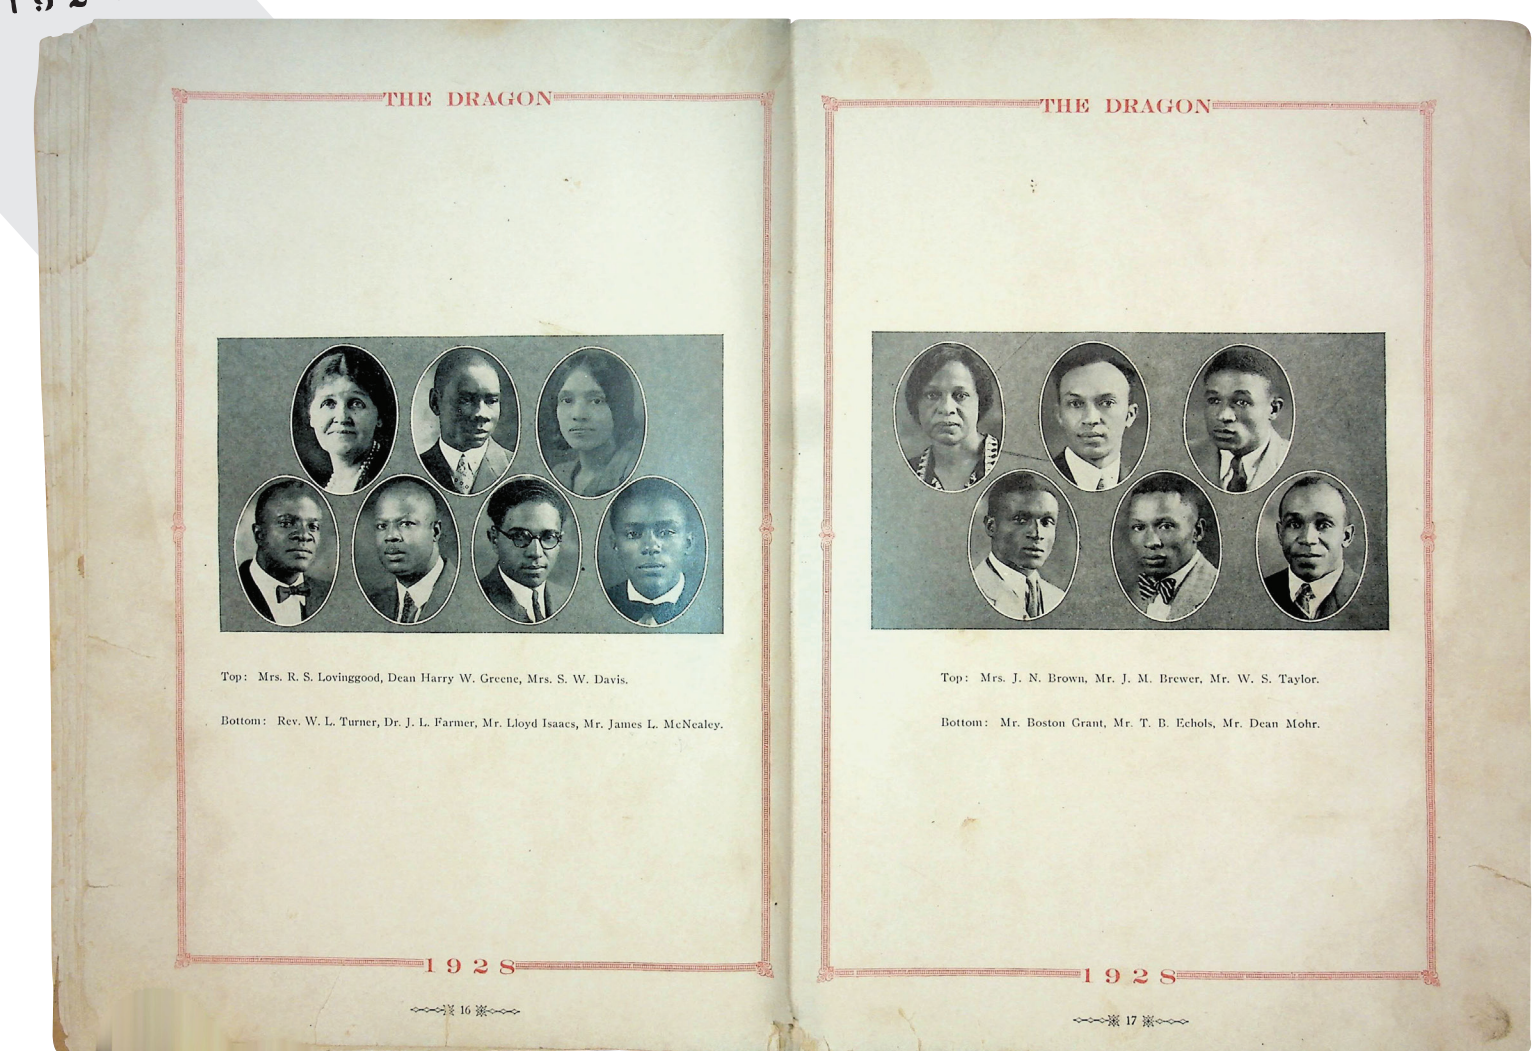 THE DRAGON
Top: Mrs. R. S. Lovinggood, Dean Harry W. Greene, Mrs. S. W. Davis.
Bottom: Rev. W. L. Turner, Dr. J. L. Farmer, Mr. Lloyd Isaacs, Mr. James L. McNealey.
1928
16
THE DRAGON
Top: Mrs. J. N. Brown, Mr. J. M. Brewer, Mr. W. S. Taylor.
Bottom: Mr. Boston Grant, Mr. T. B. Echols, Mr. Dean Mohr.
1928
17